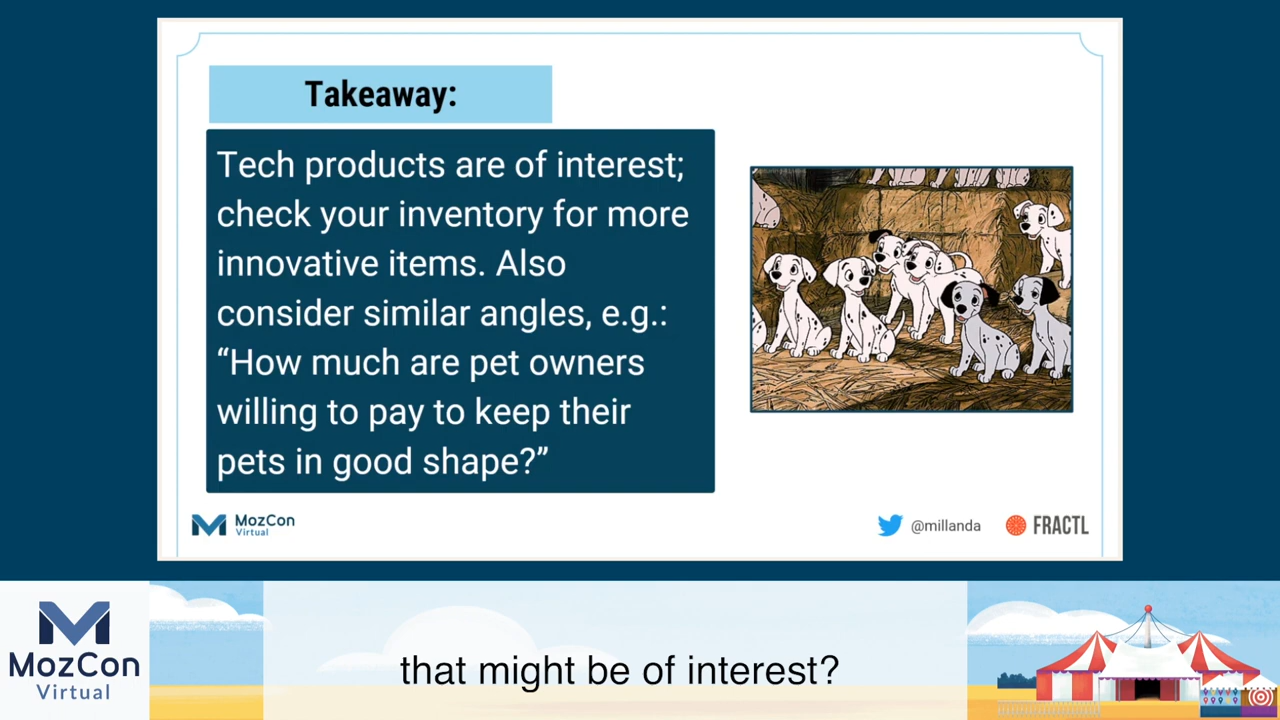 Takeaway:
Tech products are of interest;
check your inventory for more
innovative items. Also
consider similar angles, e.g.:
“How much are pet owners
willing to pay to keep their
pets in good shape?”
MozCon
Virtual
@millanda
FRACTL
MozCon
Virtual
that might be of interest?